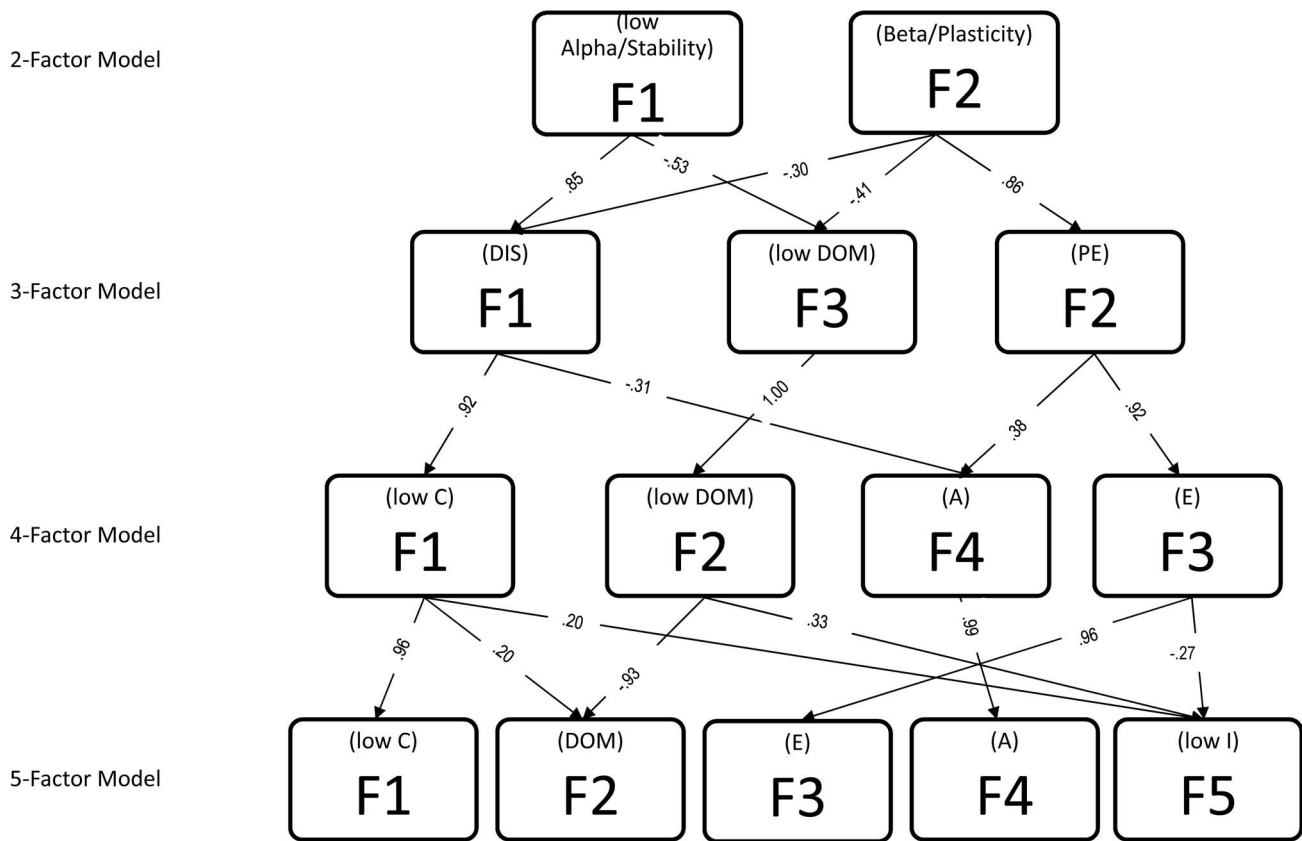 2-Factor Model
(low
Alpha/Stability)
F1
(Beta/Plasticity)
F2
.85
-.53
-.30
-.41
.86
3-Factor Model
(DIS)
F1
(low DOM)
F3
(PE)
F2
.92
-.31
1.00
.38
.92
4-Factor Model
(low C)
F1
(low DOM)
F2
(A)
F4
(E)
F3
.96
.20
.20
-.93
.33
.99
.96
-.27
5-Factor Model
(low C)
F1
(DOM)
F2
(E)
F3
(A)
F4
(low I)
F5